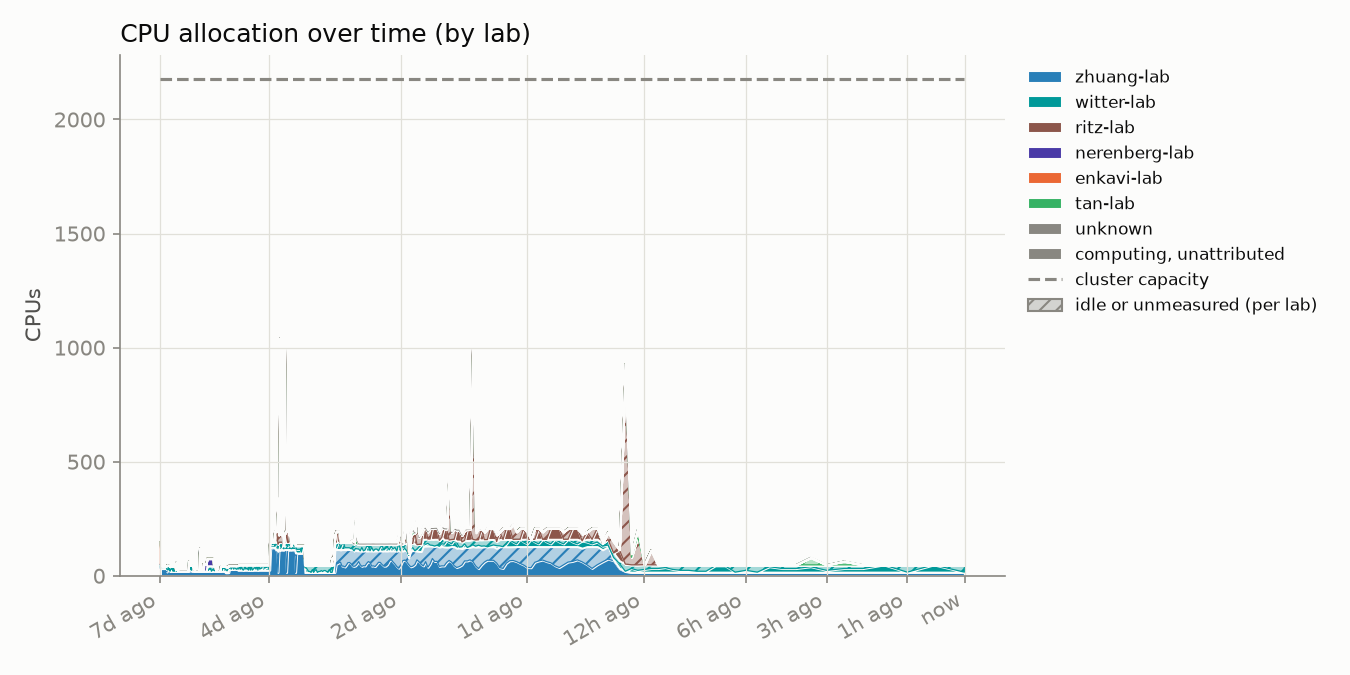 CPU allocation over time (by lab)
CPUs
2000
1500
1000
500
0
7d ago
4d ago
2d ago
1d ago
12h ago
6h ago
3h ago
1h ago
now
zhuang-lab
witter-lab
ritz-lab
nerenberg-lab
enkavi-lab
tan-lab
unknown
computing, unattributed
cluster capacity
idle or unmeasured (per lab)